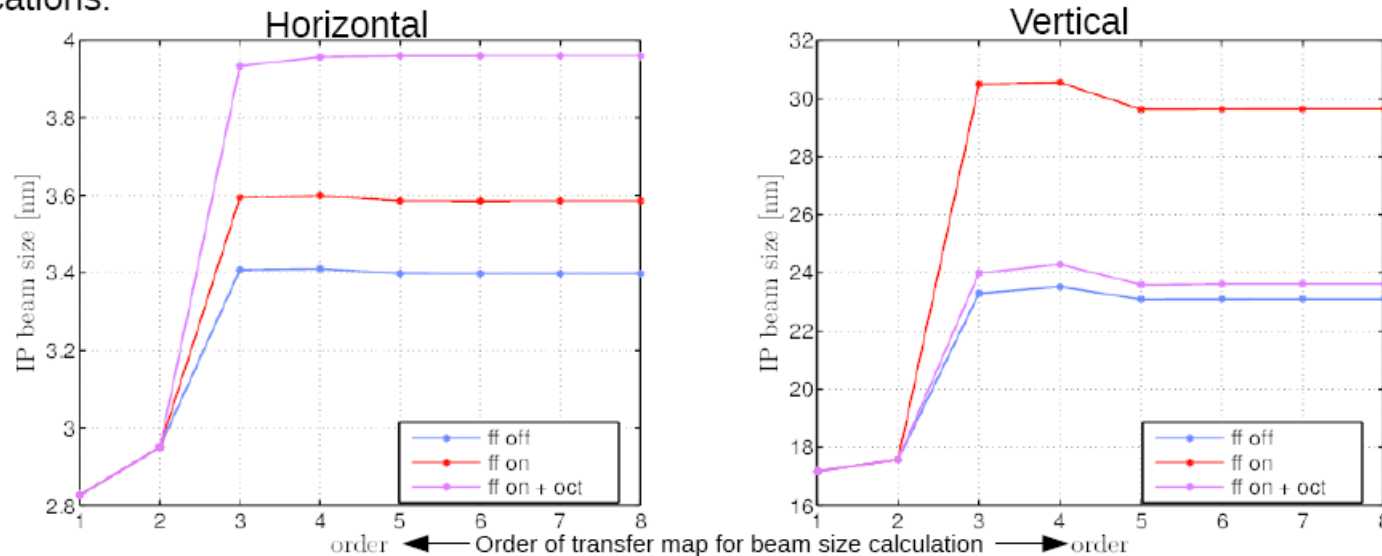 cations.
Horizontal
4
3.8
3.6
3.4
3.2
3
2.8
IP beam size [nm]
1 2 3 4 5 6 7 8
ff off
ff on
ff on + oct
Vertical
32
30
28
26
24
22
20
18
16
IP beam size [nm]
1 2 3 4 5 6 7 8
ff off
ff on
ff on + oct
order Order of transfer map for beam size calculation order